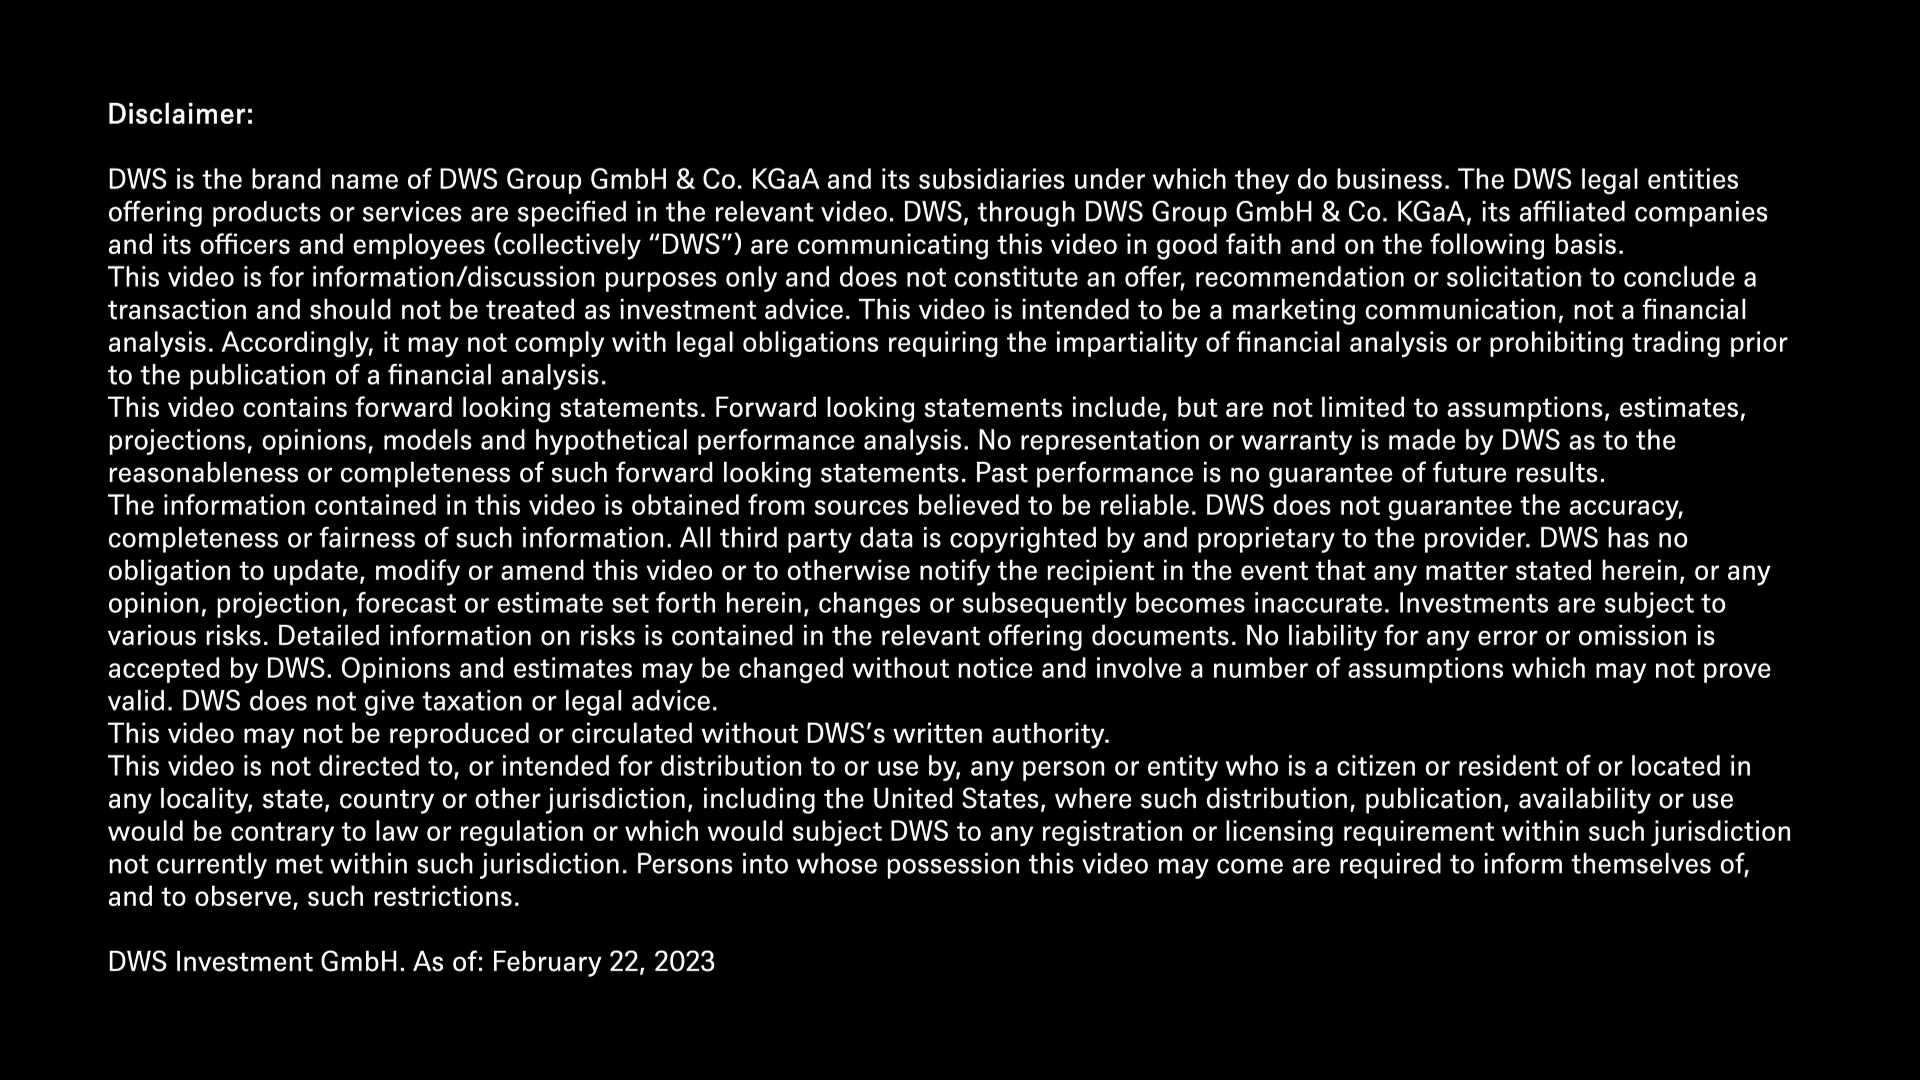 Disclaimer:
DWS is the brand name of DWS Group GmbH & Co. KGaA and its subsidiaries under which they do business. The DWS legal entities
offering products or services are specified in the relevant video. DWS, through DWS Group GmbH & Co. KGaA, its affiliated companies
and its officers and employees (collectively “DWS”) are communicating this video in good faith and on the following basis.
This video is for information/discussion purposes only and does not constitute an offer, recommendation or solicitation to conclude a
transaction and should not be treated as investment advice. This video is intended to be a marketing communication, not a financial
analysis. Accordingly, it may not comply with legal obligations requiring the impartiality of financial analysis or prohibiting trading prior
to the publication of a financial analysis.
This video contains forward looking statements. Forward looking statements include, but are not limited to assumptions, estimates,
projections, opinions, models and hypothetical performance analysis. No representation or warranty is made by DWS as to the
reasonableness or completeness of such forward looking statements. Past performance is no guarantee of future results.
The information contained in this video is obtained from sources believed to be reliable. DWS does not guarantee the accuracy,
completeness or fairness of such information. All third party data is copyrighted by and proprietary to the provider. DWS has no
obligation to update, modify or amend this video or to otherwise notify the recipient in the event that any matter stated herein, or any
opinion, projection, forecast or estimate set forth herein, changes or subsequently becomes inaccurate. Investments are subject to
various risks. Detailed information on risks is contained in the relevant offering documents. No liability for any error or omission is
accepted by DWS. Opinions and estimates may be changed without notice and involve a number of assumptions which may not prove
valid. DWS does not give taxation or legal advice.
This video may not be reproduced or circulated without DWS’s written authority.
This video is not directed to, or intended for distribution to or use by, any person or entity who is a citizen or resident of or located in
any locality, state, country or other jurisdiction, including the United States, where such distribution, publication, availability or use
would be contrary to law or regulation or which would subject DWS to any registration or licensing requirement within such jurisdiction
not currently met within such jurisdiction. Persons into whose possession this video may come are required to inform themselves of,
and to observe, such restrictions.
DWS Investment GmbH. As of: February 22, 2023